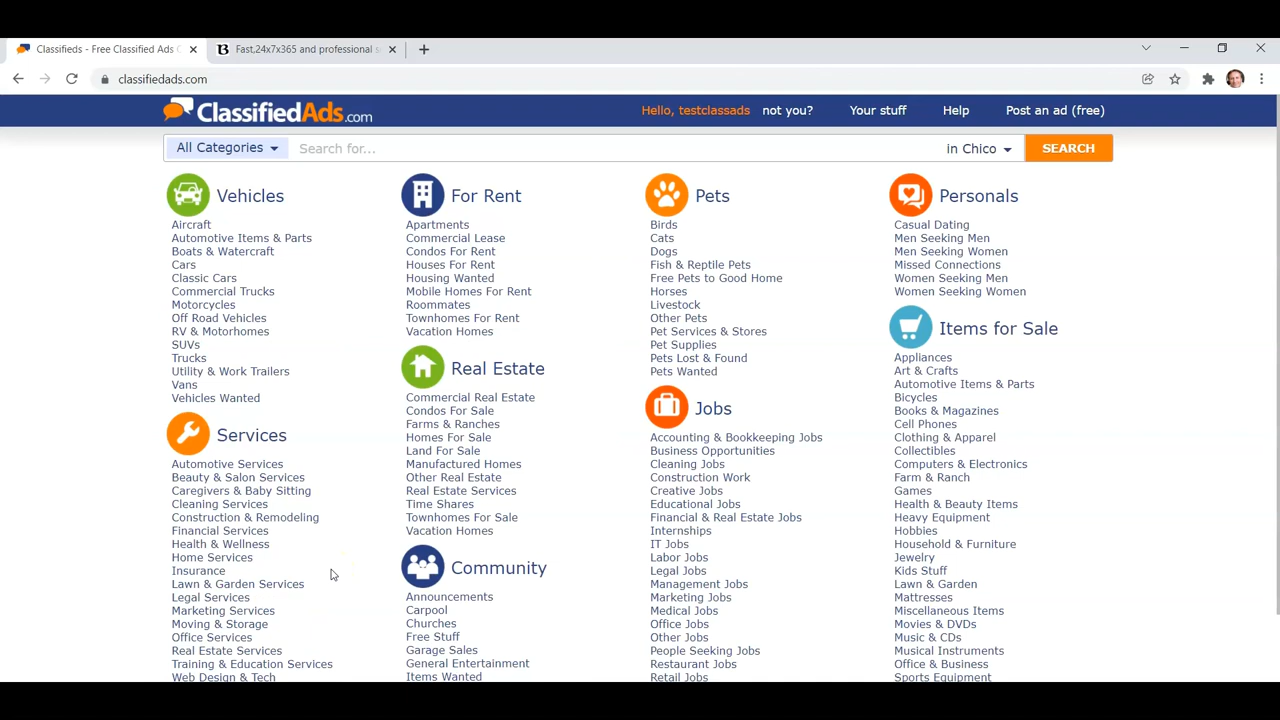 Classifieds - Free Classified Ads
Fast,24x7x365 and professional s
classifiedads.com
ClassifiedAds.com
Hello, testclassads not you? Your stuff Help Post an ad (free)
All Categories Search for... in Chico SEARCH
Vehicles
Aircraft
Automotive Items & Parts
Boats & Watercraft
Cars
Classic Cars
Commercial Trucks
Motorcycles
Off Road Vehicles
RV & Motorhomes
SUVs
Trucks
Utility & Work Trailers
Vans
Vehicles Wanted
Services
Automotive Services
Beauty & Salon Services
Caregivers & Baby Sitting
Cleaning Services
Construction & Remodeling
Financial Services
Health & Wellness
Home Services
Insurance
Lawn & Garden Services
Legal Services
Marketing Services
Moving & Storage
Office Services
Real Estate Services
Training & Education Services
Web Design & Tech
For Rent
Apartments
Commercial Lease
Condos For Rent
Houses For Rent
Housing Wanted
Mobile Homes For Rent
Roommates
Townhomes For Rent
Vacation Homes
Real Estate
Commercial Real Estate
Condos For Sale
Farms & Ranches
Homes For Sale
Land For Sale
Manufactured Homes
Other Real Estate
Real Estate Services
Time Shares
Townhomes For Sale
Vacation Homes
Community
Announcements
Carpool
Churches
Free Stuff
Garage Sales
General Entertainment
Items Wanted
Pets
Birds
Cats
Dogs
Fish & Reptile Pets
Free Pets to Good Home
Horses
Livestock
Other Pets
Pet Services & Stores
Pet Supplies
Pets Lost & Found
Pets Wanted
Jobs
Accounting & Bookkeeping Jobs
Business Opportunities
Cleaning Jobs
Construction Work
Creative Jobs
Educational Jobs
Financial & Real Estate Jobs
Internships
IT Jobs
Labor Jobs
Legal Jobs
Management Jobs
Marketing Jobs
Medical Jobs
Office Jobs
Other Jobs
People Seeking Jobs
Restaurant Jobs
Retail Jobs
Personals
Casual Dating
Men Seeking Men
Men Seeking Women
Missed Connections
Women Seeking Men
Women Seeking Women
Items for Sale
Appliances
Art & Crafts
Automotive Items & Parts
Bicycles
Books & Magazines
Cell Phones
Clothing & Apparel
Collectibles
Computers & Electronics
Farm & Ranch
Games
Health & Beauty Items
Heavy Equipment
Hobbies
Household & Furniture
Jewelry
Kids Stuff
Lawn & Garden
Mattresses
Miscellaneous Items
Movies & DVDs
Music & CDs
Musical Instruments
Office & Business
Sports Equipment